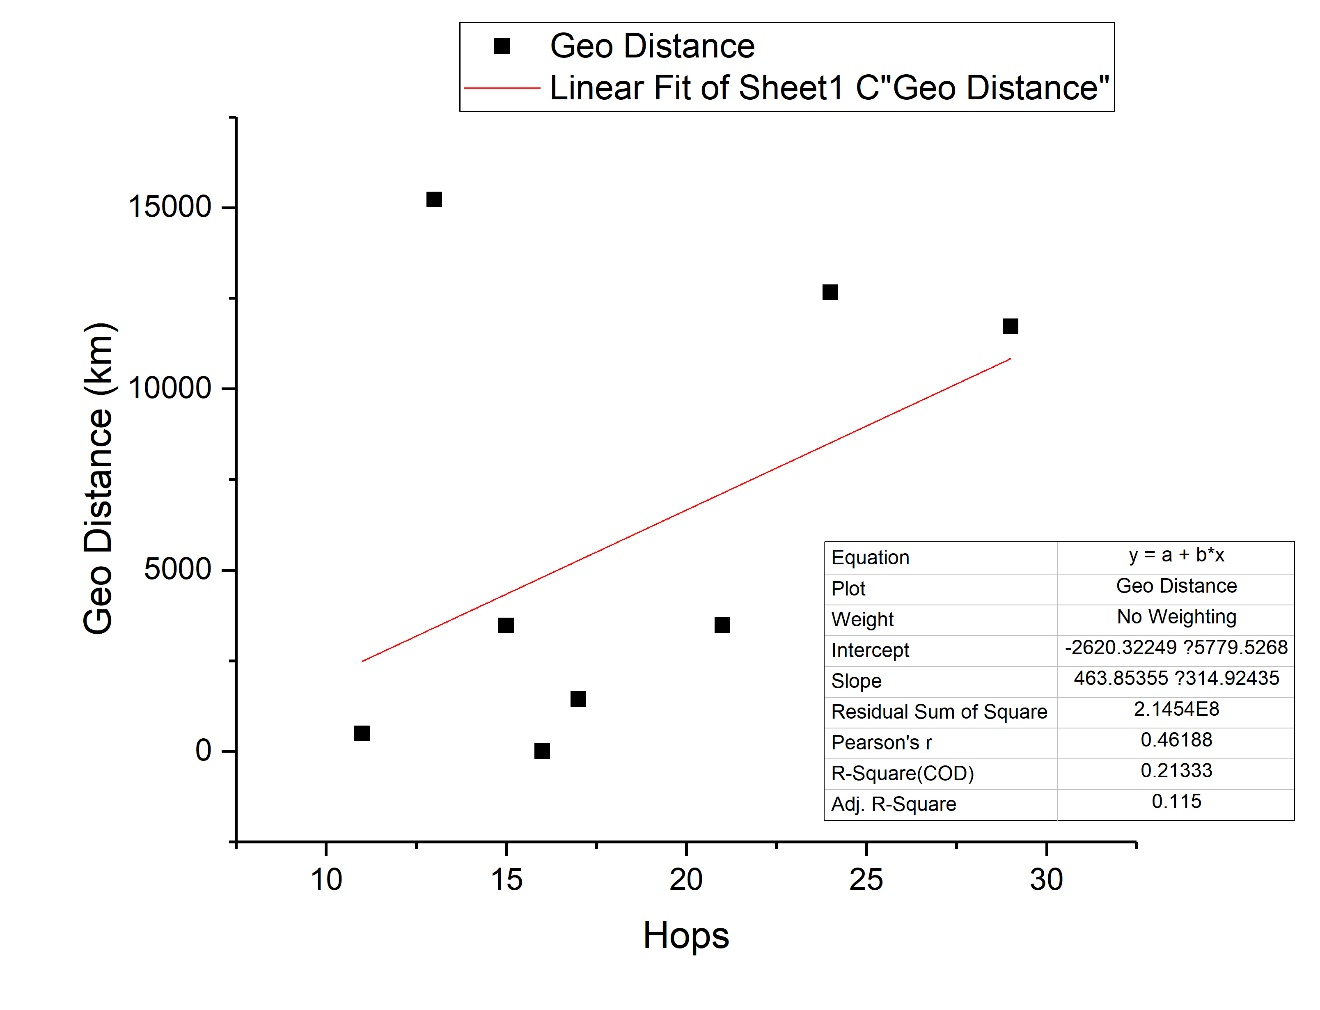 Geo Distance
Linear Fit of Sheet1 C"Geo Distance"
15000
10000
5000
0
Geo Distance (km)
10 15 20 25 30
Hops
Equation y = a + b*x
Plot Geo Distance
Weight No Weighting
Intercept -2620.32249 ?5779.5268
Slope 463.85355 ?314.92435
Residual Sum of Square 2.1454E8
Pearson's r 0.46188
R-Square(COD) 0.21333
Adj. R-Square 0.115